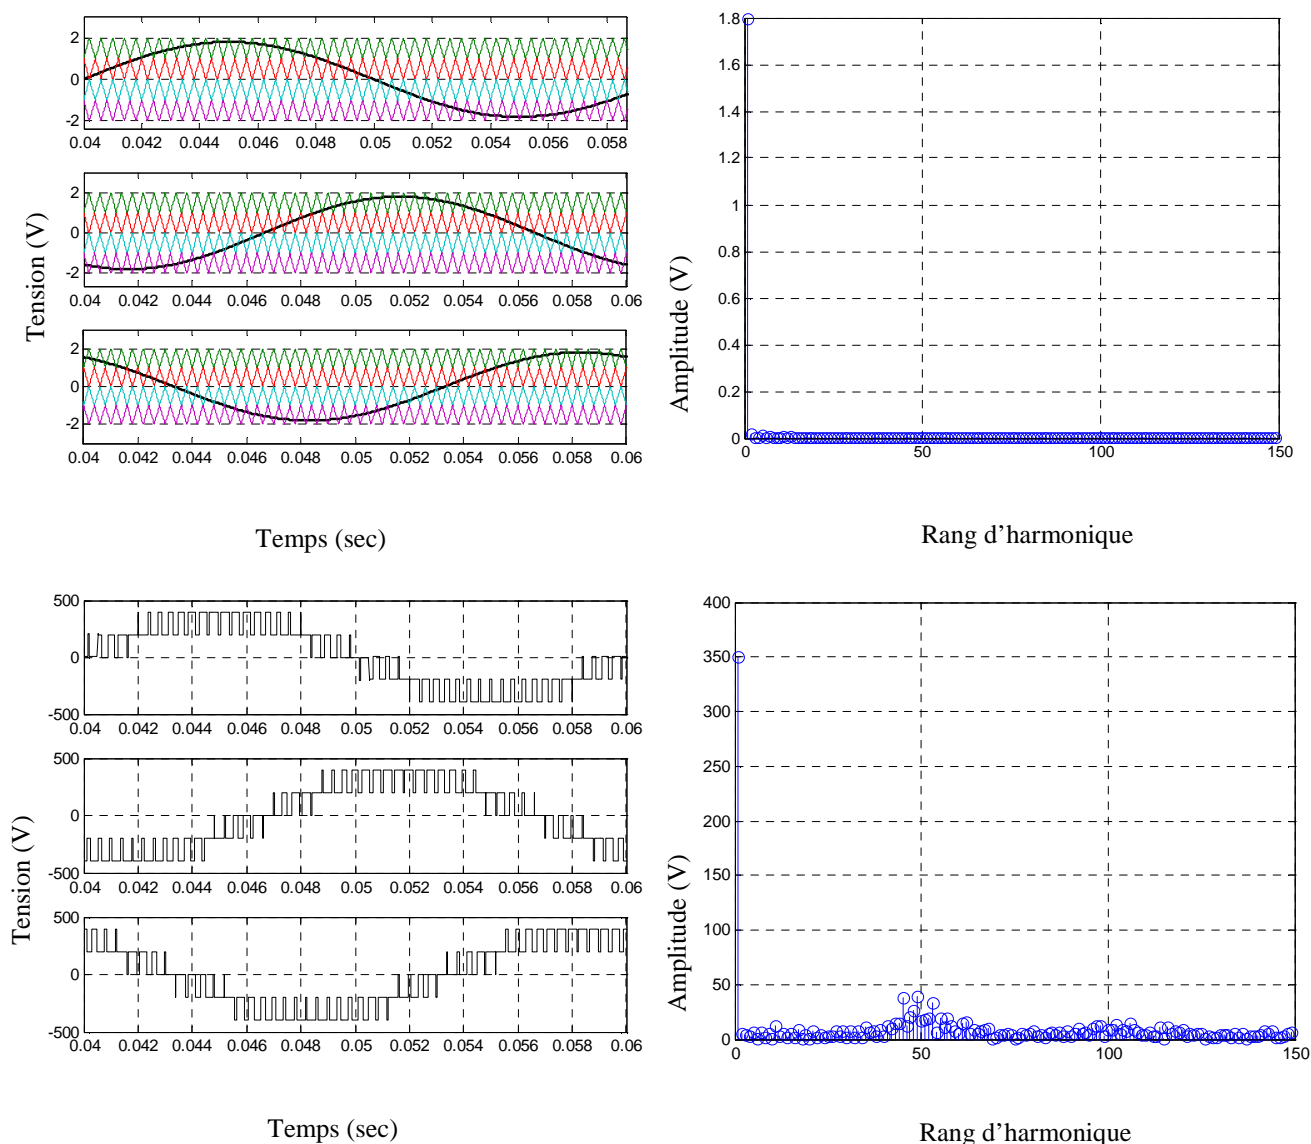 2
0
-2
0.04 0.042 0.044 0.046 0.048 0.05 0.052 0.054 0.056 0.058
2
0
-2
0.04 0.042 0.044 0.046 0.048 0.05 0.052 0.054 0.056 0.058 0.06
2
0
-2
0.04 0.042 0.044 0.046 0.048 0.05 0.052 0.054 0.056 0.058 0.06
Tension (V)
Temps (sec)
1.8
1.6
1.4
1.2
1
0.8
0.6
0.4
0.2
0
0 50 100 150
Amplitude (V)
Rang d’harmonique
500
0
-500
0.04 0.042 0.044 0.046 0.048 0.05 0.052 0.054 0.056 0.058 0.06
500
0
-500
0.04 0.042 0.044 0.046 0.048 0.05 0.052 0.054 0.056 0.058 0.06
500
0
-500
0.04 0.042 0.044 0.046 0.048 0.05 0.052 0.054 0.056 0.058 0.06
Tension (V)
Temps (sec)
400
350
300
250
200
150
100
50
0
0 50 100 150
Amplitude (V)
Rang d’harmonique